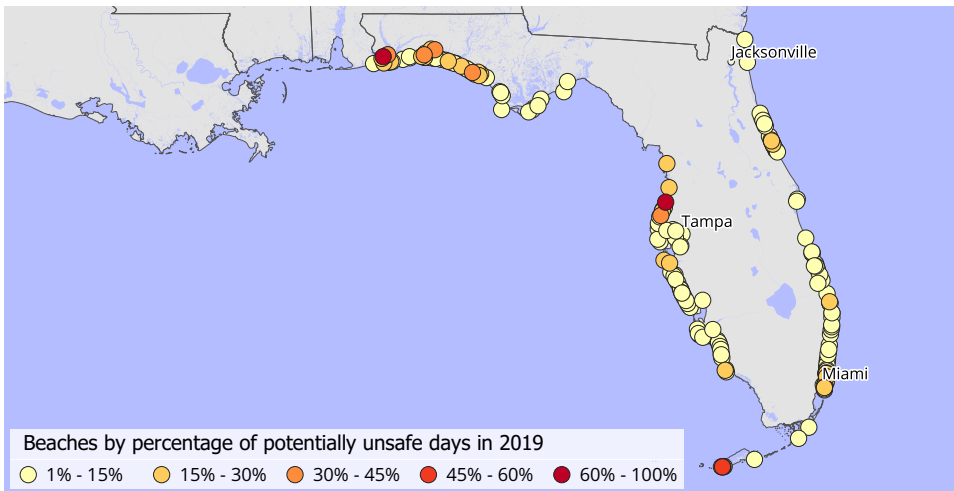 Jacksonville
Tampa
Miami
Beaches by percentage of potentially unsafe days in 2019
1% - 15% 15% - 30% 30% - 45% 45% - 60% 60% - 100%